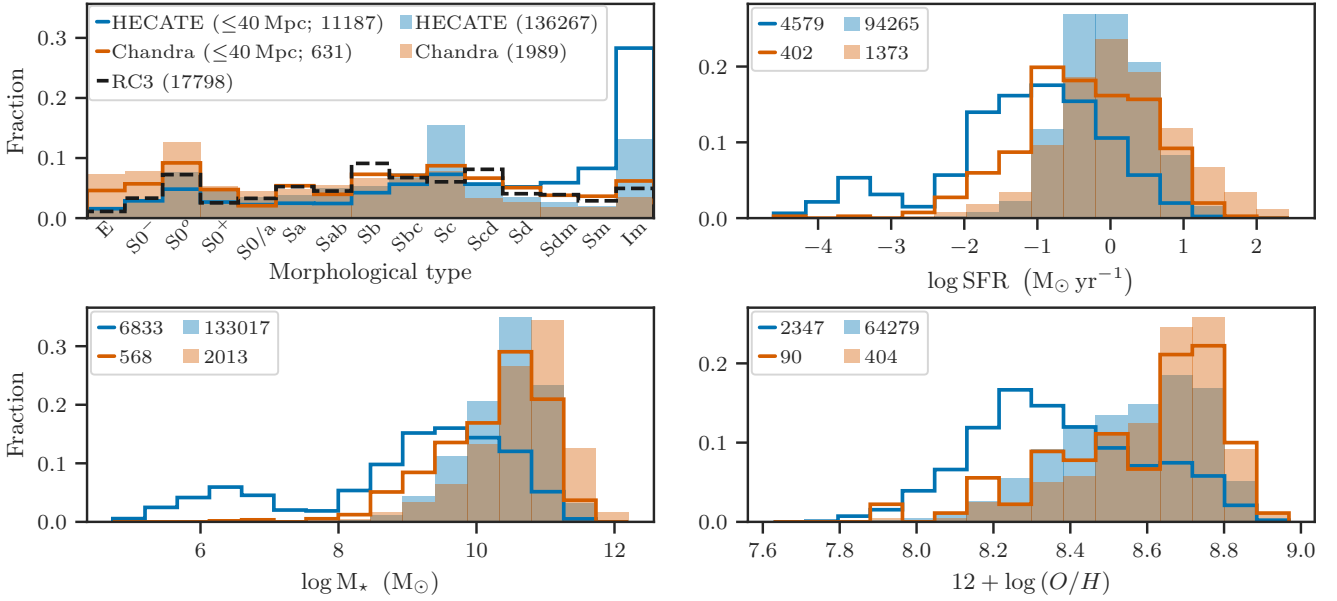 HECATE (≤40 Mpc; 11187)
Chandra (≤40 Mpc; 631)
RC3 (17798)
HECATE (136267)
Chandra (1989)
Fraction
0.3
0.2
0.1
0.0
E
S0⁻
S0ᵒ
S0⁺
S0/a
Sa
Sab
Sb
Sbc
Sc
Scd
Sd
Sdm
Sm
Im
Morphological type
4579
402
94265
1373
0.2
0.1
0.0
−4 −3 −2 −1 0 1 2
log SFR (M⊙ yr⁻¹)
6833
568
133017
2013
Fraction
0.3
0.2
0.1
0.0
6 8 10 12
log M⋆ (M⊙)
2347
90
64279
404
0.2
0.1
0.0
7.6 7.8 8.0 8.2 8.4 8.6 8.8 9.0
12 + log (O/H)